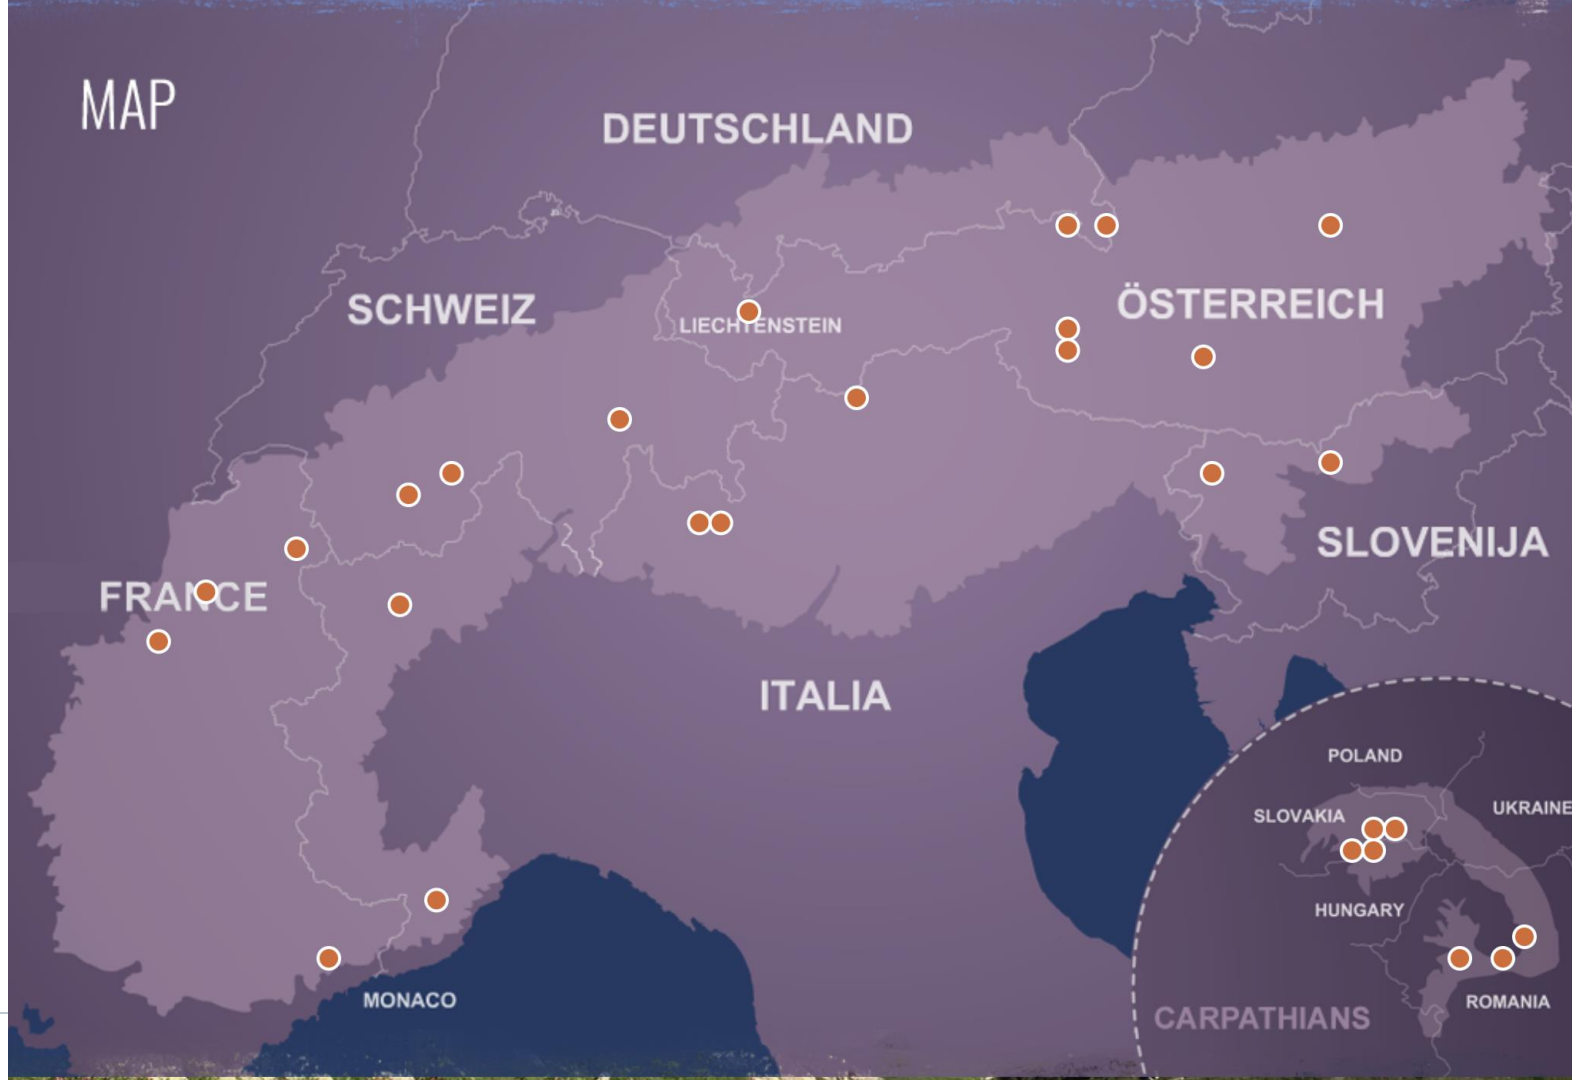 MAP
DEUTSCHLAND
SCHWEIZ
LIECHTENSTEIN
ÖSTERREICH
FRANCE
SLOVENIJA
ITALIA
MONACO
POLAND
SLOVAKIA
UKRAINE
HUNGARY
ROMANIA
CARPATHIANS